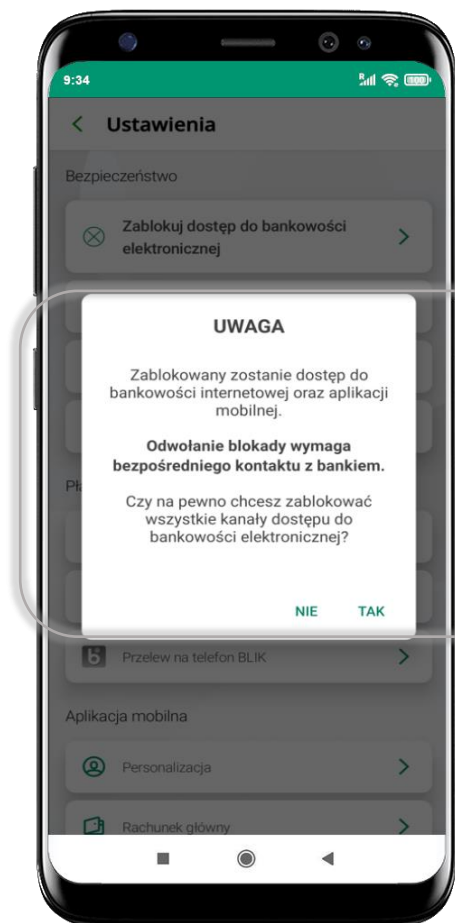 9:34
100
Ustawienia
Bezpieczeństwo
Zablokuj dostęp do bankowości
elektronicznej
UWAGA
Zablokowany zostanie dostęp do
bankowości internetowej oraz aplikacji
mobilnej.
Odwołanie blokady wymaga
bezpośredniego kontaktu z bankiem.
Czy na pewno chcesz zablokować
wszystkie kanały dostępu do
bankowości elektronicznej?
NIE TAK
Przelew na telefon BLIK
Aplikacja mobilna
Personalizacja
Rachunek główny